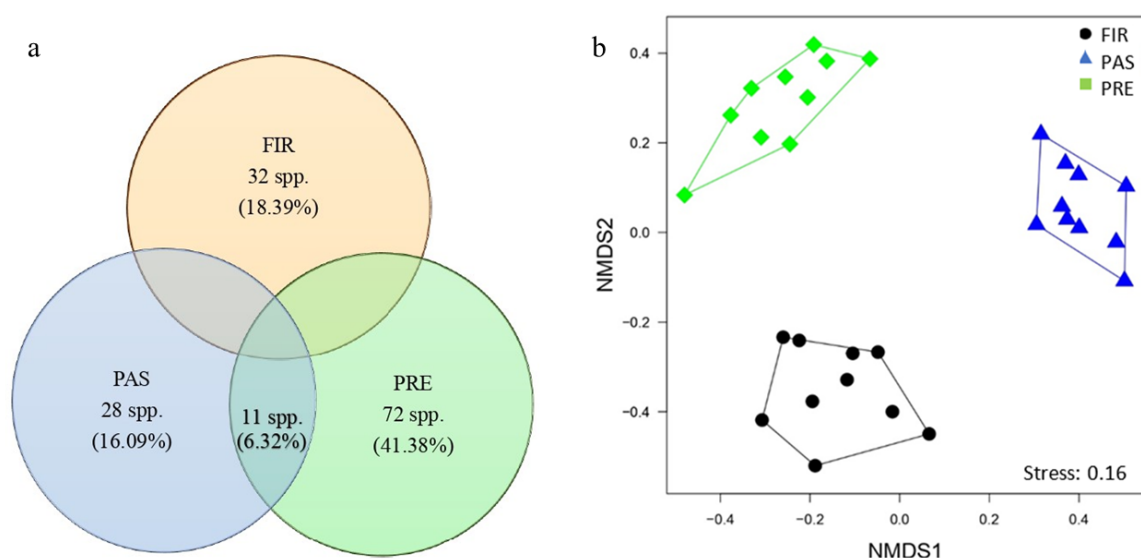 a
FIR
32 spp.
(18.39%)
PAS
28 spp.
(16.09%)
11 spp.
(6.32%)
PRE
72 spp.
(41.38%)
b
FIR
PAS
PRE
NMDS2
0.4
0.2
0.0
−0.2
−0.4
Stress: 0.16
−0.4
−0.2
0.0
0.2
0.4
NMDS1